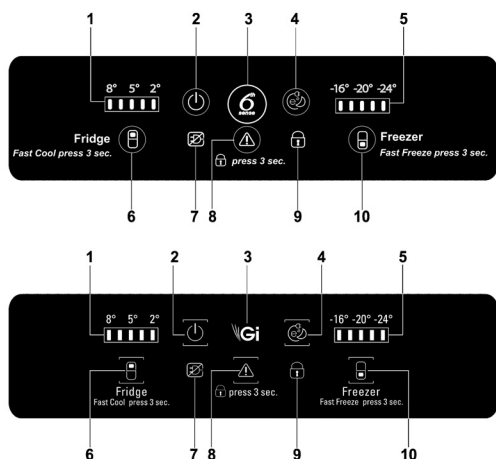 1 2 3 4 5
8° 5° 2° 6th sense e -16° -20° -24°
Fridge Freezer
Fast Cool press 3 sec. press 3 sec. Fast Freeze press 3 sec.
6 7 8 9 10
1 2 3 4 5
8° 5° 2° Gi e -16° -20° -24°
Fridge press 3 sec. Freezer
Fast Cool press 3 sec. Fast Freeze press 3 sec.
6 7 8 9 10